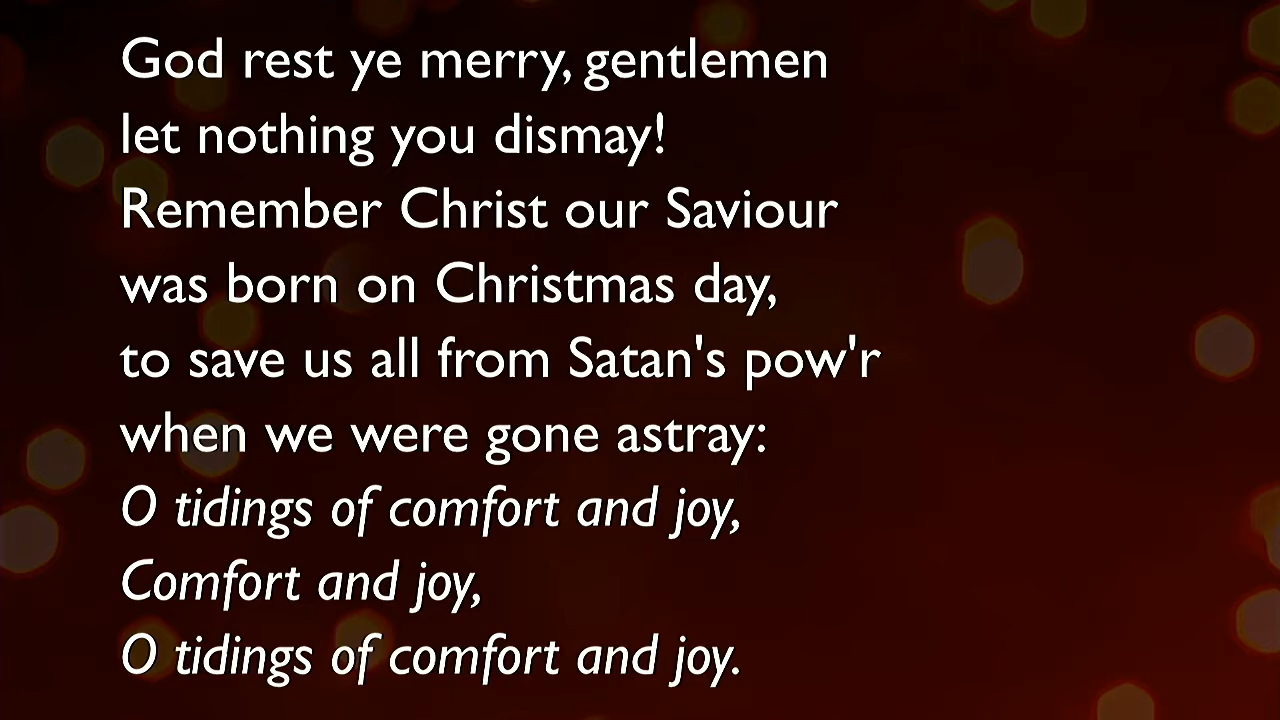 God rest ye merry, gentlemen
let nothing you dismay!
Remember Christ our Saviour
was born on Christmas day,
to save us all from Satan's pow'r
when we were gone astray:
O tidings of comfort and joy,
Comfort and joy,
O tidings of comfort and joy.